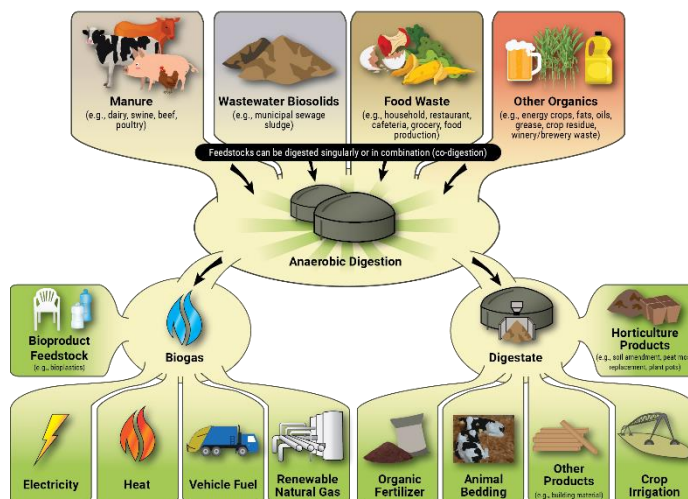 Manure
(e.g., dairy, swine, beef,
poultry)
Wastewater Biosolids
(e.g., municipal sewage
sludge)
Food Waste
(e.g., household, restaurant,
cafeteria, grocery, food
production)
Other Organics
(e.g., energy crops, fats, oils,
grease, crop residue,
winery/brewery waste)
Feedstocks can be digested singularly or in combination (co-digestion)
Anaerobic Digestion
Bioproduct
Feedstock
(e.g., bioplastics)
Biogas
Digestate
Horticulture
Products
(e.g., soil amendment, peat mos
replacement, plant pots)
Electricity
Heat
Vehicle Fuel
Renewable
Natural Gas
Organic
Fertilizer
Animal
Bedding
Other
Products
(e.g., building material)
Crop
Irrigation